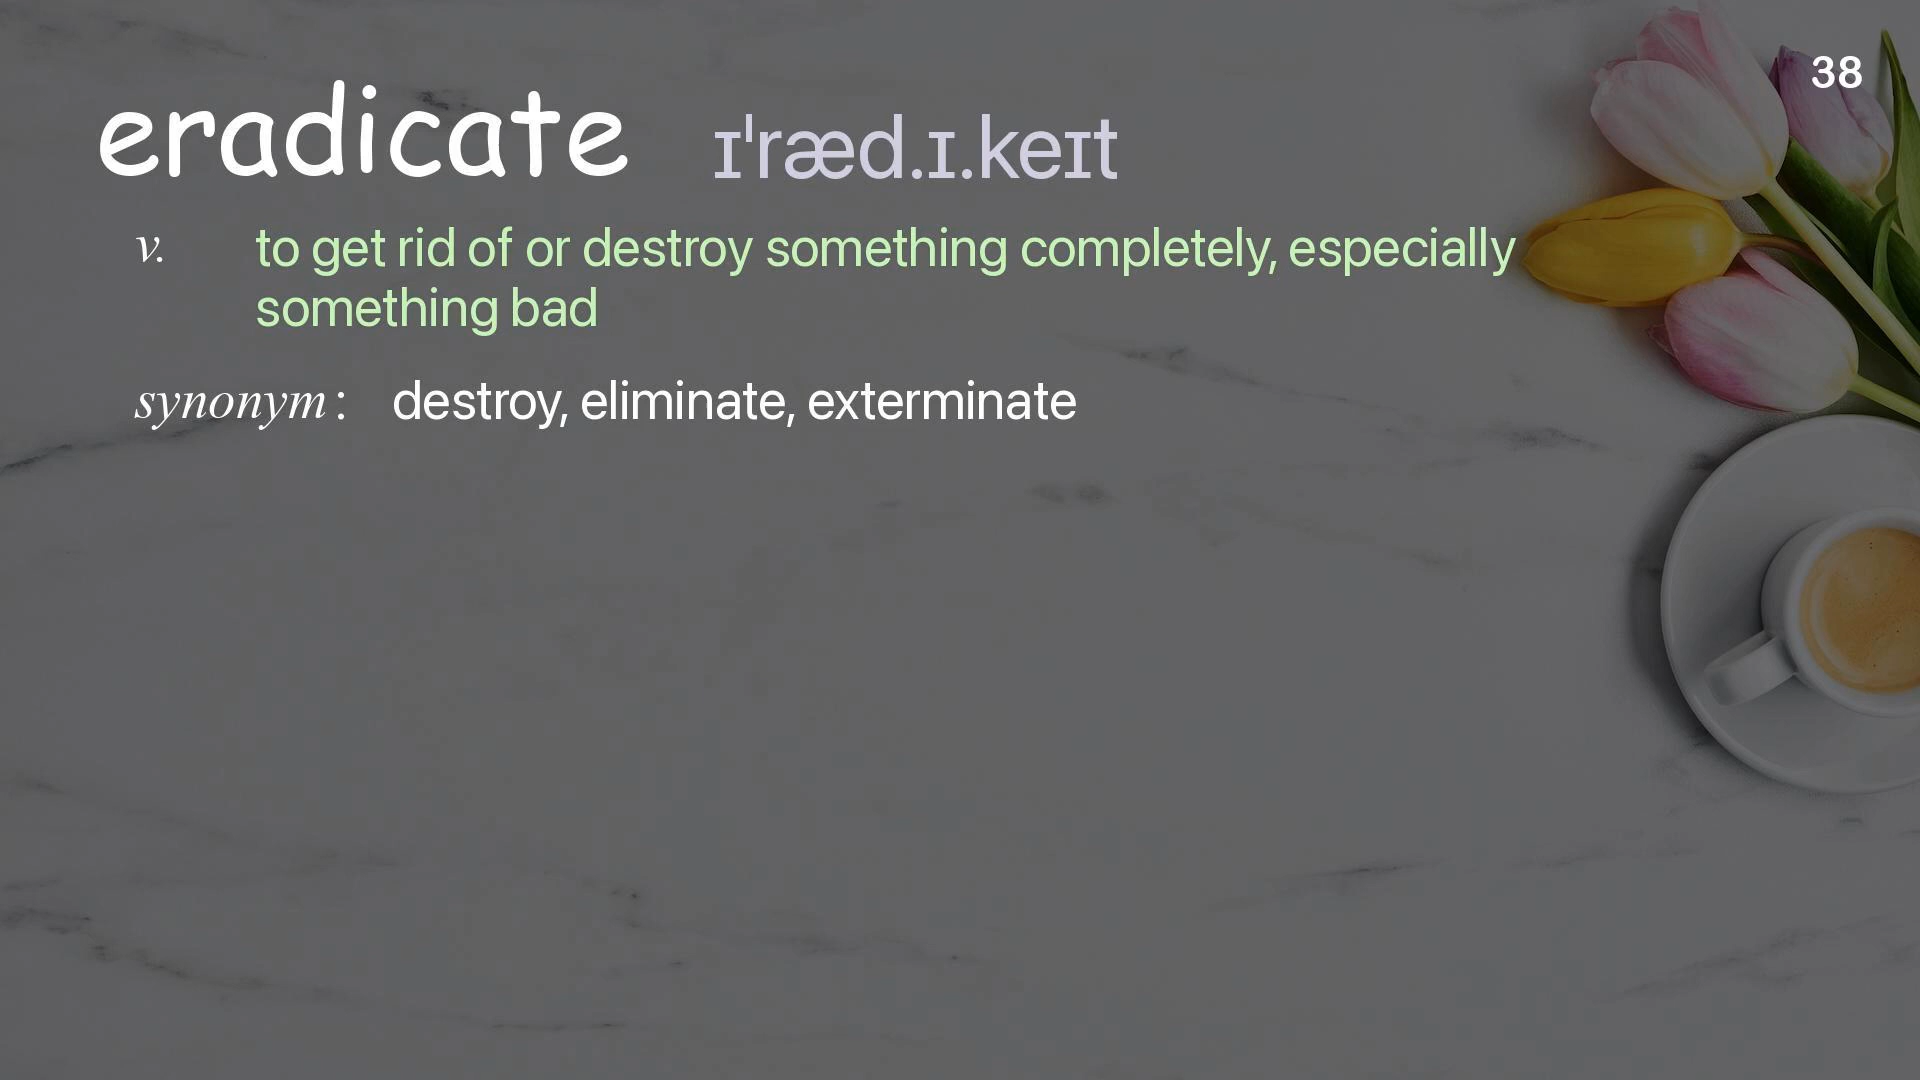 38
eradicate ɪˈræd.ɪ.keɪt
v. to get rid of or destroy something completely, especially
something bad
synonym : destroy, eliminate, exterminate